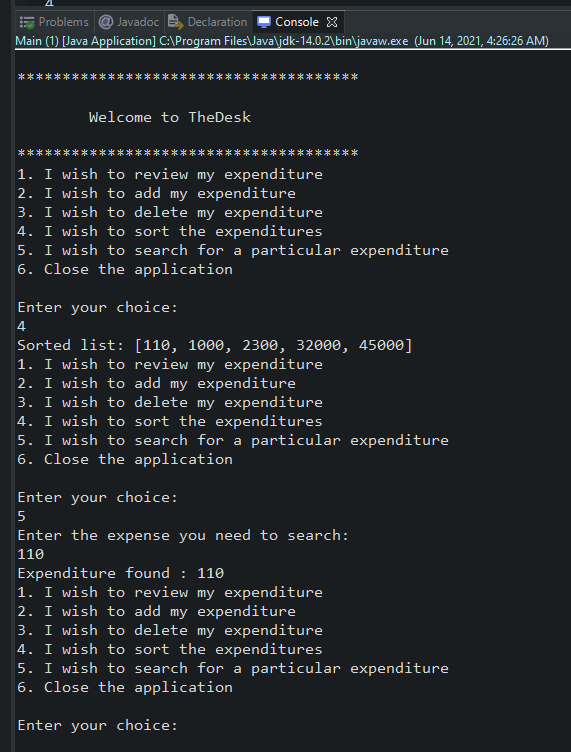 4
Problems @ Javadoc Declaration Console
Main (1) [Java Application] C:\Program Files\Java\jdk-14.0.2\bin\javaw.exe (Jun 14, 2021, 4:26:26 AM)
**************************************
Welcome to TheDesk
**************************************
1. I wish to review my expenditure
2. I wish to add my expenditure
3. I wish to delete my expenditure
4. I wish to sort the expenditures
5. I wish to search for a particular expenditure
6. Close the application
Enter your choice:
4
Sorted list: [110, 1000, 2300, 32000, 45000]
1. I wish to review my expenditure
2. I wish to add my expenditure
3. I wish to delete my expenditure
4. I wish to sort the expenditures
5. I wish to search for a particular expenditure
6. Close the application
Enter your choice:
5
Enter the expense you need to search:
110
Expenditure found : 110
1. I wish to review my expenditure
2. I wish to add my expenditure
3. I wish to delete my expenditure
4. I wish to sort the expenditures
5. I wish to search for a particular expenditure
6. Close the application
Enter your choice: